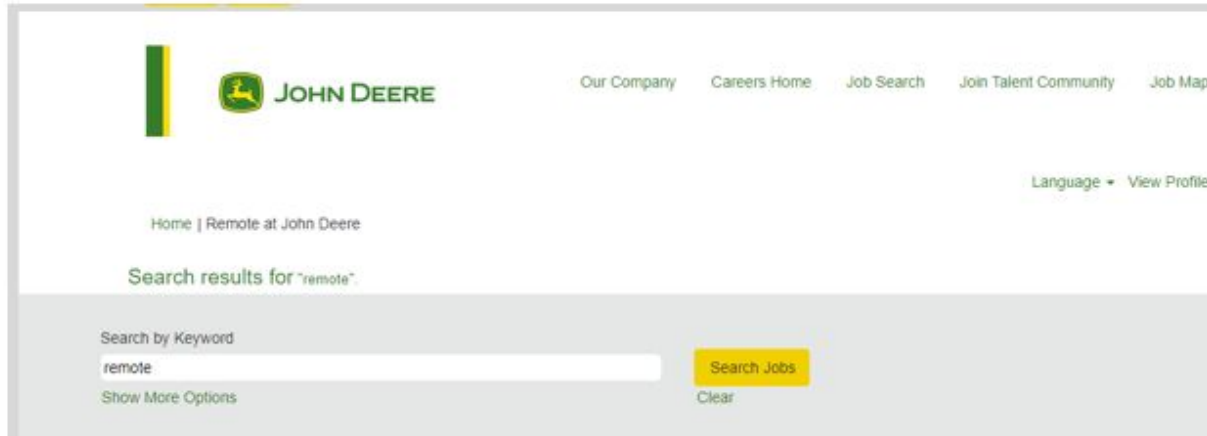 JOHN DEERE
Our Company Careers Home Job Search Join Talent Community Job Map
Language View Profile
Home | Remote at John Deere
Search results for "remote".
Search by Keyword
remote
Search Jobs
Show More Options
Clear